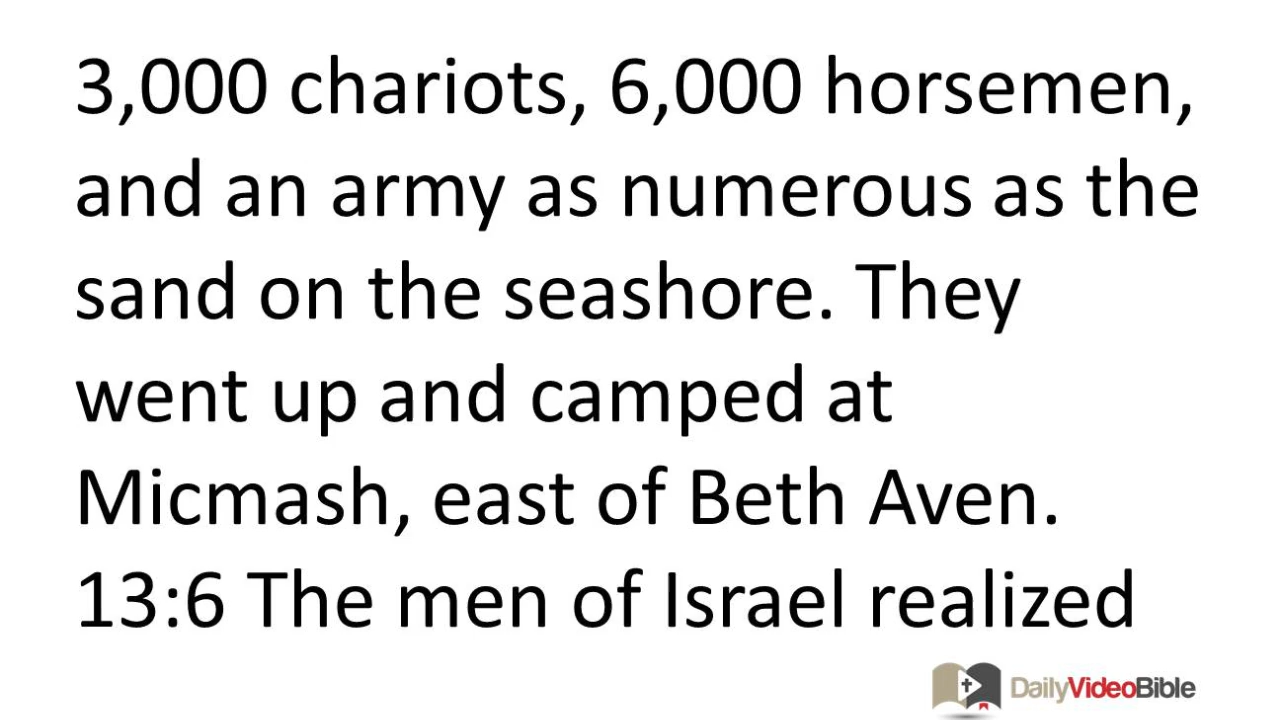 3,000 chariots, 6,000 horsemen,
and an army as numerous as the
sand on the seashore. They
went up and camped at
Micmash, east of Beth Aven.
13:6 The men of Israel realized
DailyVideoBible